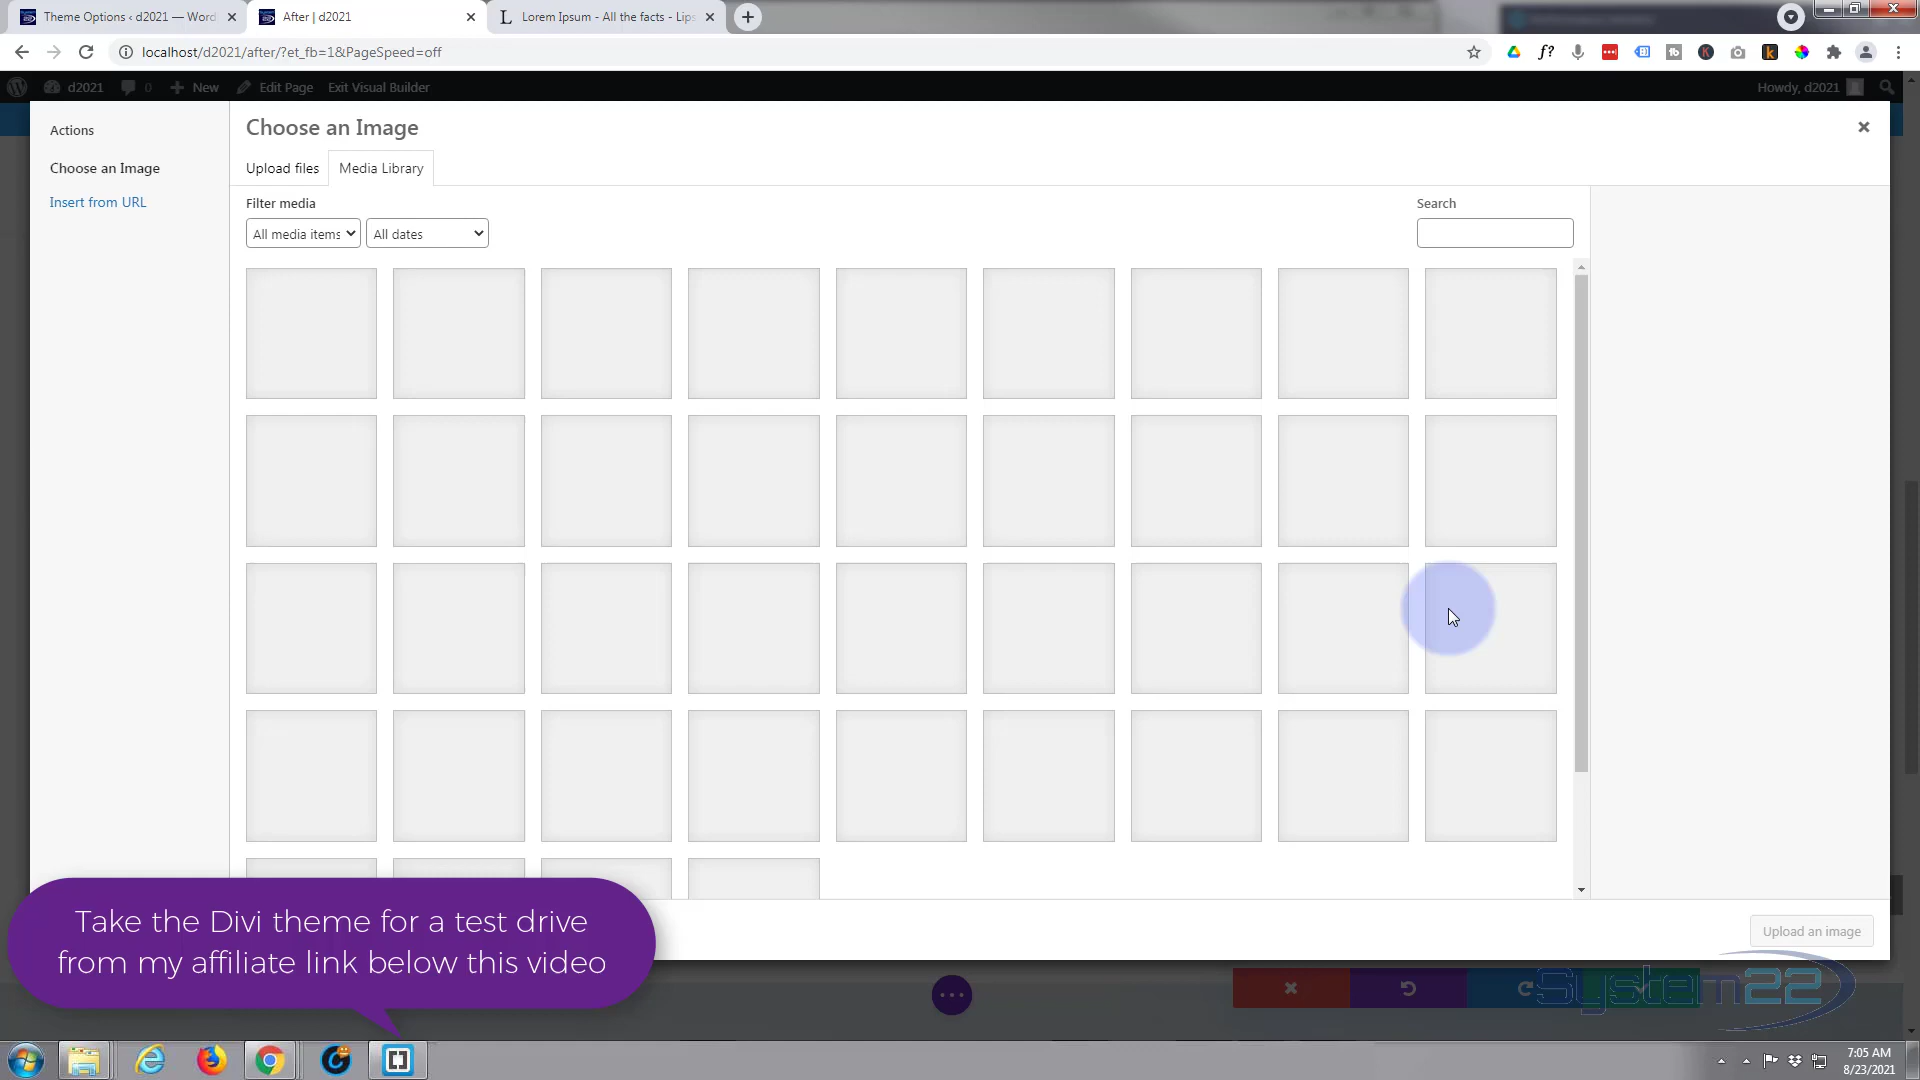 Theme Options ‹ d2021 — Word
After | d2021
Lorem Ipsum - All the facts - Lips
localhost/d2021/after/?et_fb=1&PageSpeed=off
d2021
0
New
Edit Page
Exit Visual Builder
Howdy, d2021
Actions
Choose an Image
Insert from URL
Choose an Image
Upload files
Media Library
Filter media
All media items
All dates
Search
Upload an image
Take the Divi theme for a test drive
from my affiliate link below this video
System22
7:05 AM
8/23/2021